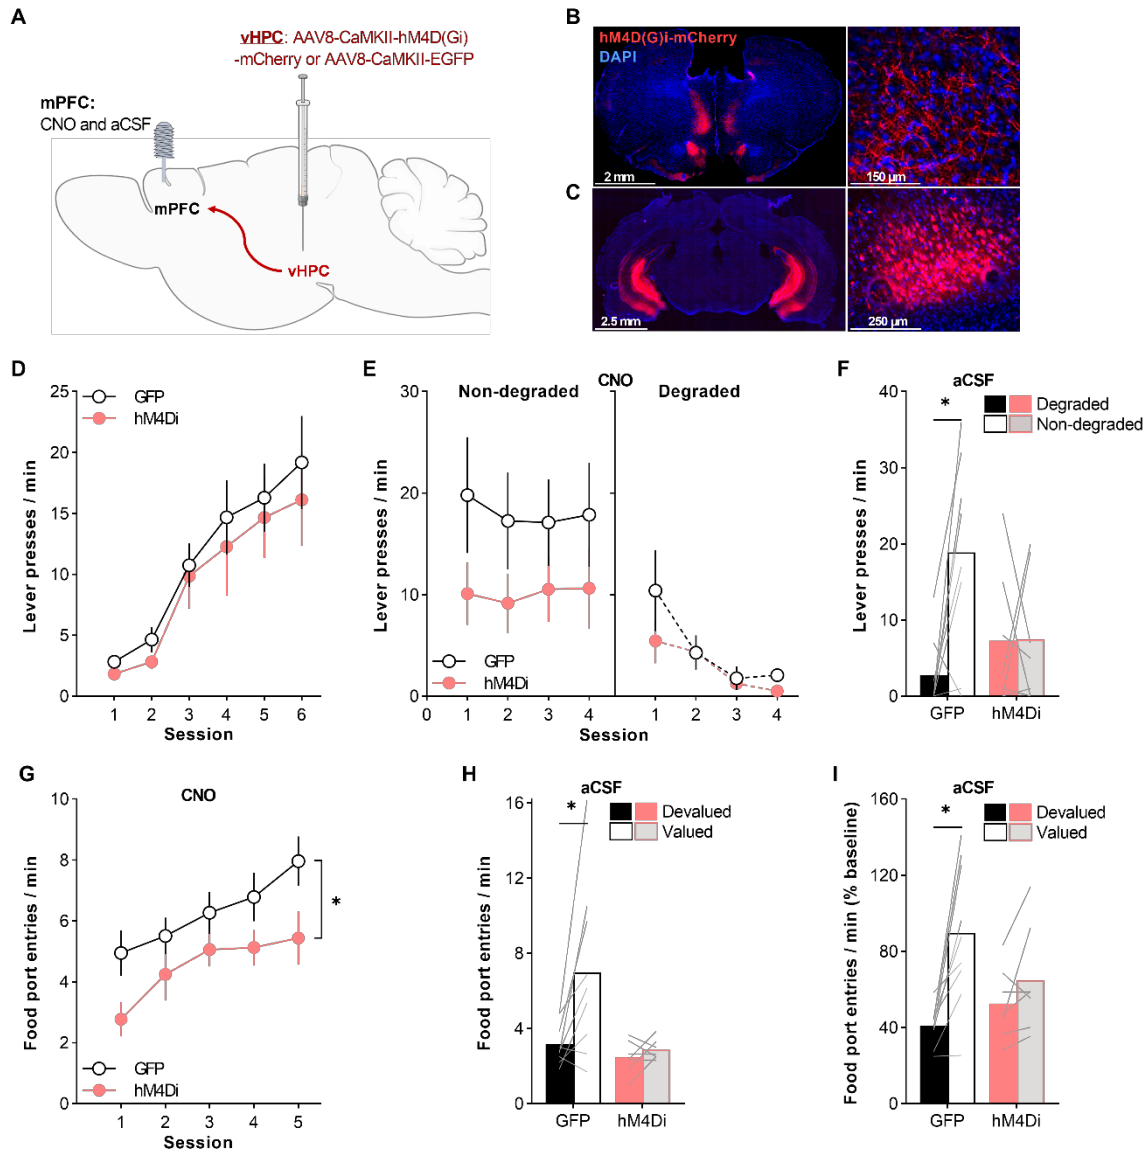 A
vHPC: AAV8-CaMKII-hM4D(Gi)
-mCherry or AAV8-CaMKII-EGFP
mPFC:
CNO and aCSF
mPFC
vHPC
B
hM4D(G)i-mCherry
DAPI
2 mm
150 µm
C
2.5 mm
250 µm
D
Lever presses / min
25
20
15
10
5
0
GFP
hM4Di
1 2 3 4 5 6
Session
E
CNO
Non-degraded
Degraded
Lever presses / min
30
20
10
0
GFP
hM4Di
0 1 2 3 4 1 2 3 4
Session
F
aCSF
Lever presses / min
40
30
20
10
0
*
Degraded
Non-degraded
GFP hM4Di
G
CNO
Food port entries / min
10
8
6
4
2
0
*
GFP
hM4Di
1 2 3 4 5
Session
H
aCSF
Food port entries / min
16
12
8
4
0
*
Devalued
Valued
GFP hM4Di
I
aCSF
Food port entries / min (% baseline)
160
120
80
40
0
*
Devalued
Valued
GFP hM4Di